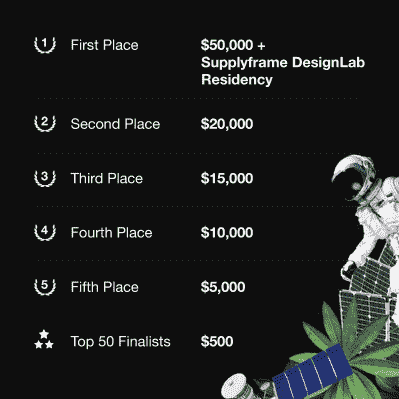 1 First Place $50,000 +
Supplyframe DesignLab
Residency
2 Second Place $20,000
3 Third Place $15,000
4 Fourth Place $10,000
5 Fifth Place $5,000
Top 50 Finalists $500